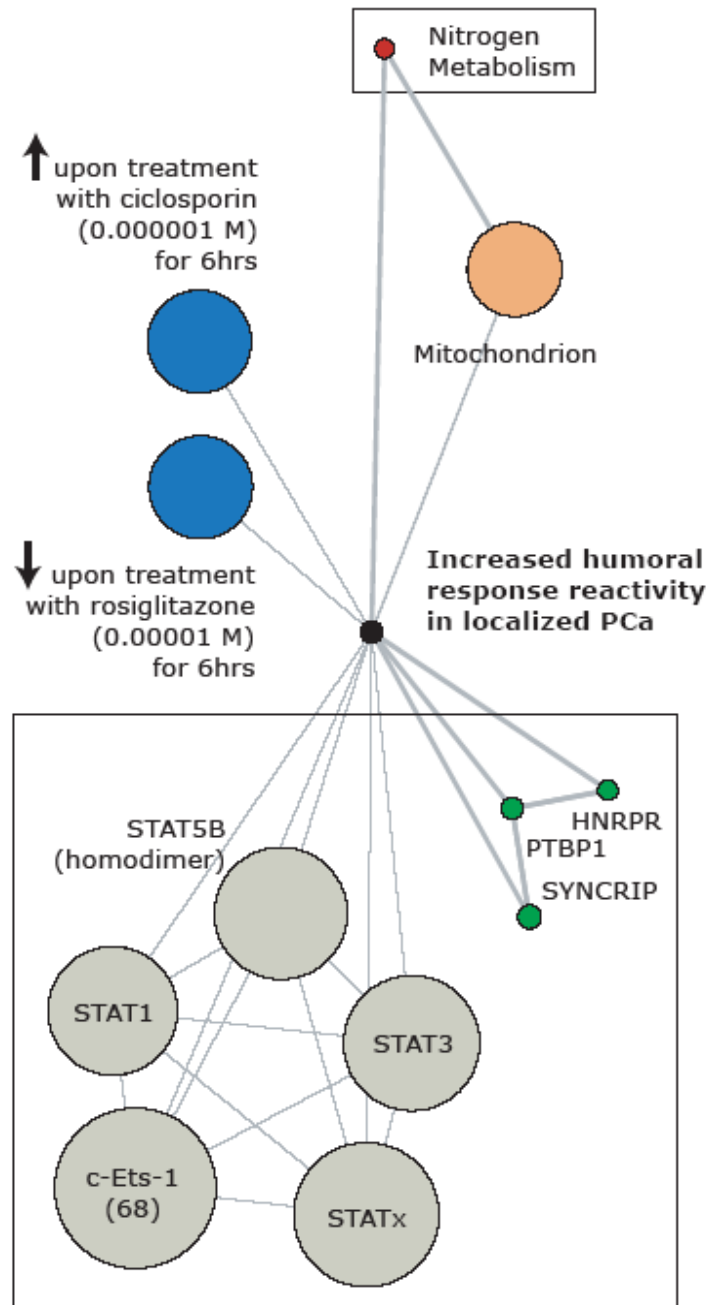 Nitrogen
Metabolism
upon treatment
with ciclosporin
(0.000001 M)
for 6hrs
Mitochondrion
upon treatment
with rosiglitazone
(0.00001 M)
for 6hrs
Increased humoral
response reactivity
in localized PCa
HNRPR
PTBP1
SYNCRIP
STAT5B
(homodimer)
STAT1
STAT3
c-Ets-1
(68)
STATx